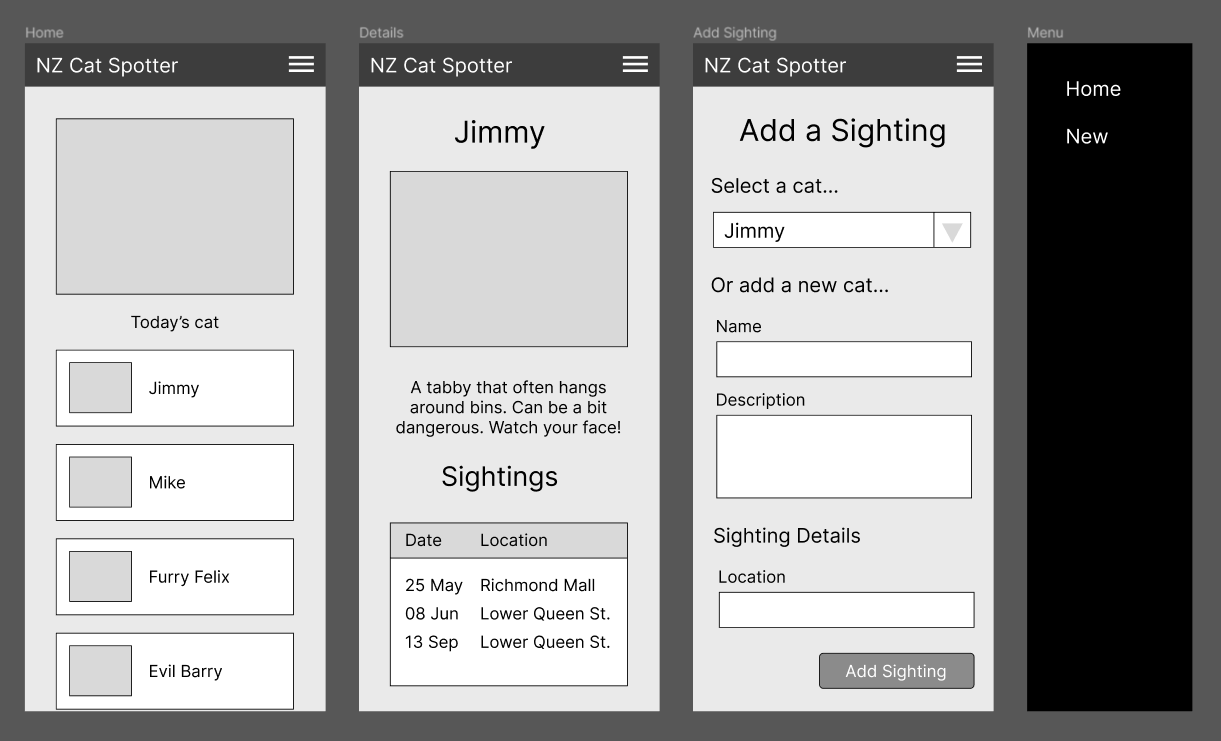 Home
NZ Cat Spotter
Today’s cat
Jimmy
Mike
Furry Felix
Evil Barry
Details
NZ Cat Spotter
Jimmy
A tabby that often hangs
around bins. Can be a bit
dangerous. Watch your face!
Sightings
Date Location
25 May Richmond Mall
08 Jun Lower Queen St.
13 Sep Lower Queen St.
Add Sighting
NZ Cat Spotter
Add a Sighting
Select a cat...
Jimmy
Or add a new cat...
Name
Description
Sighting Details
Location
Add Sighting
Menu
Home
New